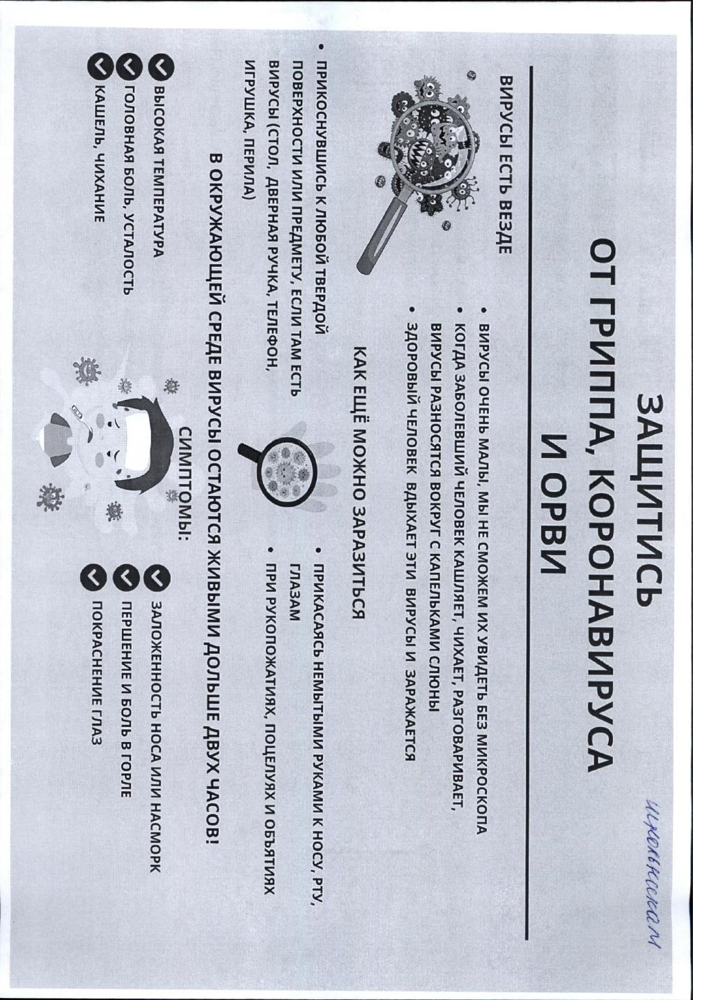 школьникам
ЗАЩИТИСЬ
ОТ ГРИППА, КОРОНАВИРУСА
И ОРВИ
ВИРУСЫ ЕСТЬ ВЕЗДЕ
• ВИРУСЫ ОЧЕНЬ МАЛЫ, МЫ НЕ СМОЖЕМ ИХ УВИДЕТЬ БЕЗ МИКРОСКОПА
• КОГДА ЗАБОЛЕВШИЙ ЧЕЛОВЕК КАШЛЯЕТ, ЧИХАЕТ, РАЗГОВАРИВАЕТ,
ВИРУСЫ РАЗНОСЯТСЯ ВОКРУГ С КАПЕЛЬКАМИ СЛЮНЫ
• ЗДОРОВЫЙ ЧЕЛОВЕК ВДЫХАЕТ ЭТИ ВИРУСЫ И ЗАРАЖАЕТСЯ
КАК ЕЩЁ МОЖНО ЗАРАЗИТЬСЯ
• ПРИКОСНУВШИСЬ К ЛЮБОЙ ТВЕРДОЙ
ПОВЕРХНОСТИ ИЛИ ПРЕДМЕТУ, ЕСЛИ ТАМ ЕСТЬ
ВИРУСЫ (СТОЛ, ДВЕРНАЯ РУЧКА, ТЕЛЕФОН,
ИГРУШКА, ПЕРИЛА)
• ПРИКАСАЯСЬ НЕМЫТЫМИ РУКАМИ К НОСУ, РТУ,
ГЛАЗАМ
• ПРИ РУКОПОЖАТИЯХ, ПОЦЕЛУЯХ И ОБЪЯТИЯХ
В ОКРУЖАЮЩЕЙ СРЕДЕ ВИРУСЫ ОСТАЮТСЯ ЖИВЫМИ ДОЛЬШЕ ДВУХ ЧАСОВ!
СИМПТОМЫ:
ВЫСОКАЯ ТЕМПЕРАТУРА
ГОЛОВНАЯ БОЛЬ, УСТАЛОСТЬ
КАШЕЛЬ, ЧИХАНИЕ
ЗАЛОЖЕННОСТЬ НОСА ИЛИ НАСМОРК
ПЕРШЕНИЕ И БОЛЬ В ГОРЛЕ
ПОКРАСНЕНИЕ ГЛАЗ